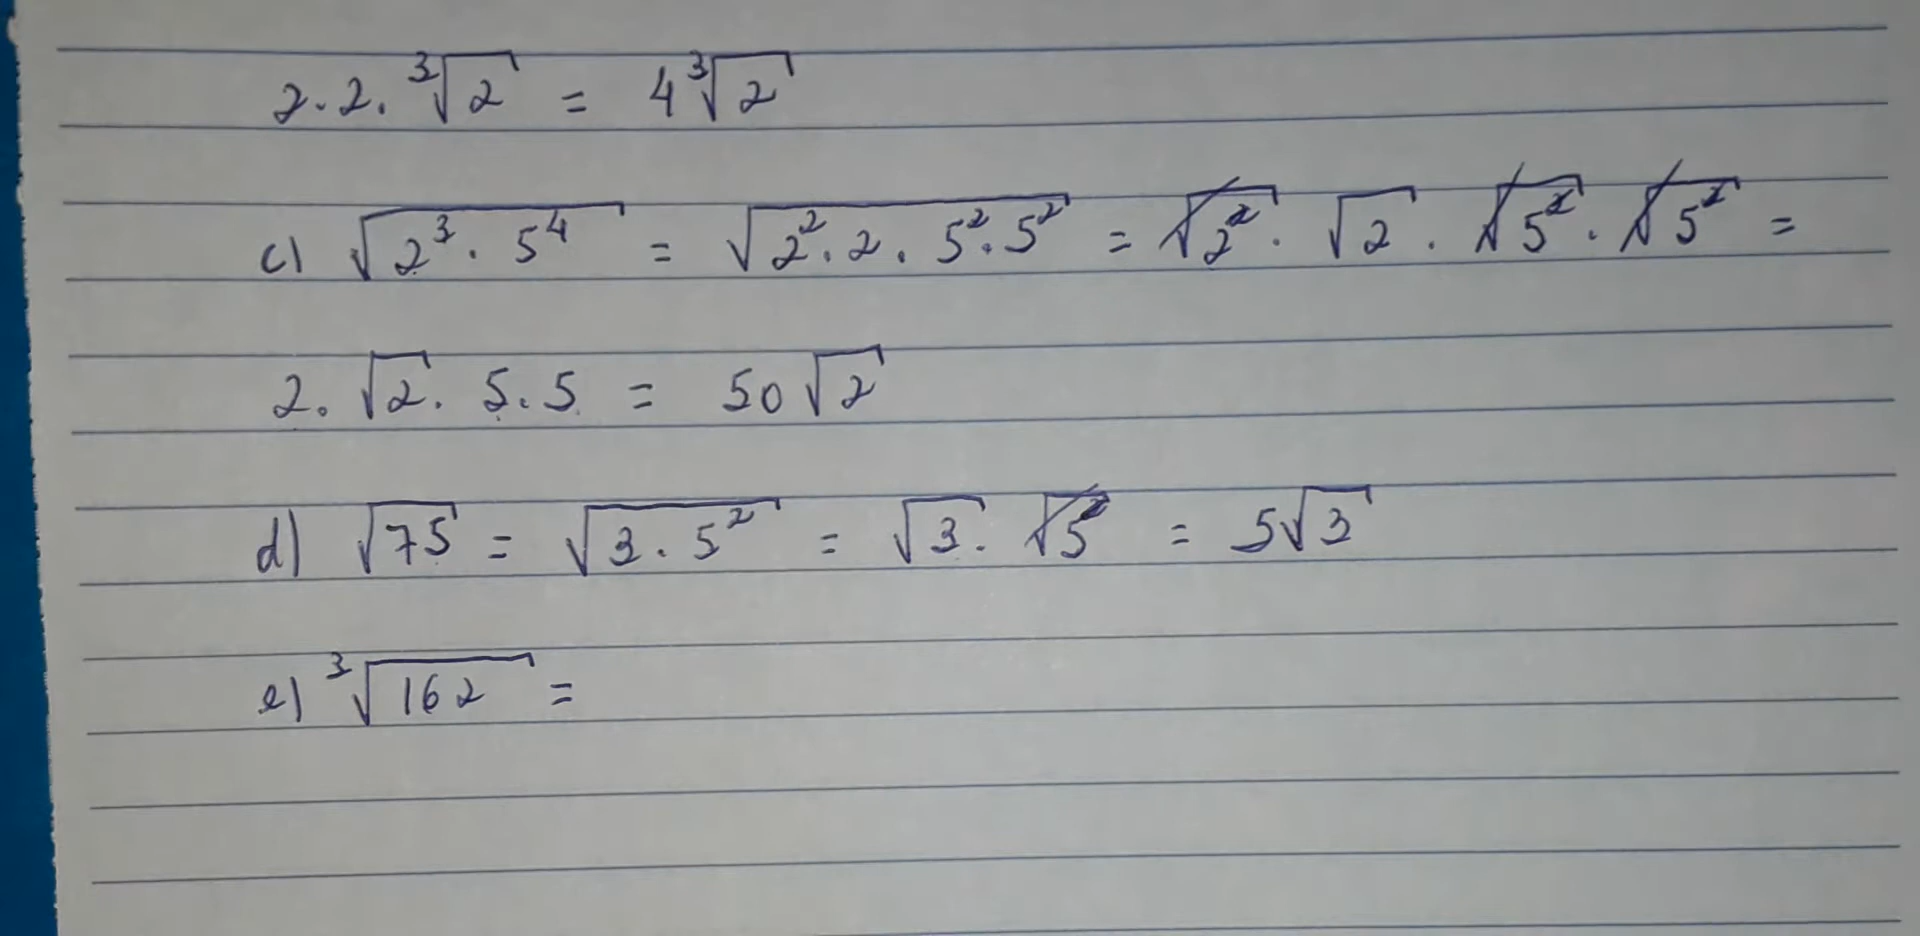 2 . 2 . ∛2 = 4∛2
c) √(2³ . 5⁴) = √(2² . 2 . 5² . 5²) = √2² . √2 . √5² . √5² =
2 . √2 . 5 . 5 = 50√2
d) √75 = √(3 . 5²) = √3 . √5² = 5√3
e) ∛162 =